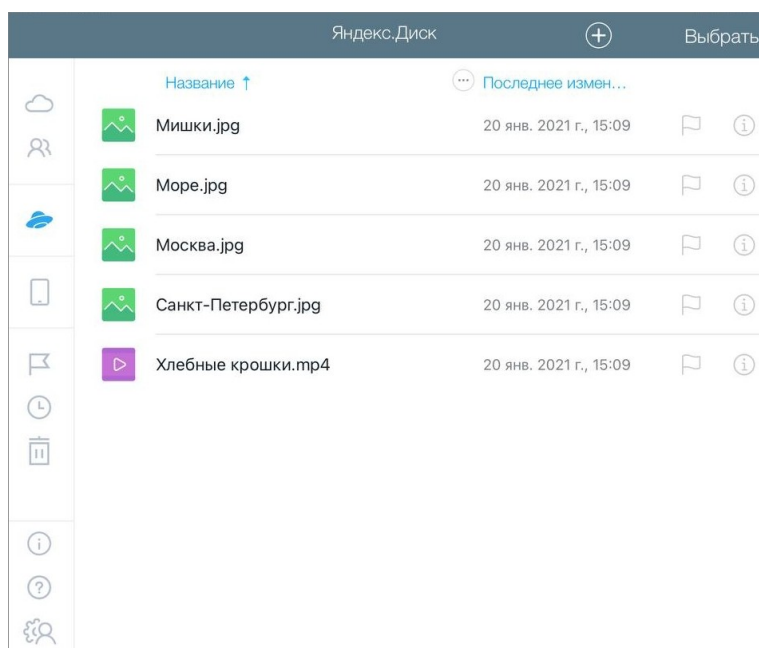 Яндекс.Диск
Выбрать
Название ↑
Последнее измен...
Мишки.jpg 20 янв. 2021 г., 15:09
Море.jpg 20 янв. 2021 г., 15:09
Москва.jpg 20 янв. 2021 г., 15:09
Санкт-Петербург.jpg 20 янв. 2021 г., 15:09
Хлебные крошки.mp4 20 янв. 2021 г., 15:09